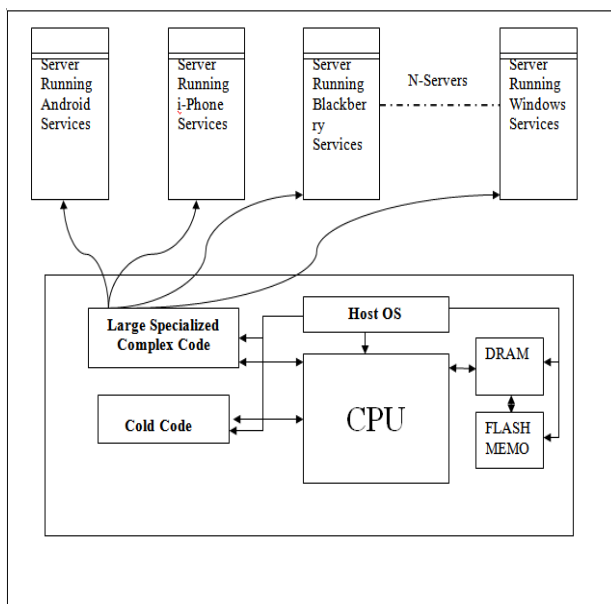 Server
Running
Android
Services
Server
Running
i-Phone
Services
Server
Running
Blackber
ry
Services
N-Servers
Server
Running
Windows
Services
Large Specialized
Complex Code
Host OS
DRAM
CPU
Cold Code
FLASH
MEMO